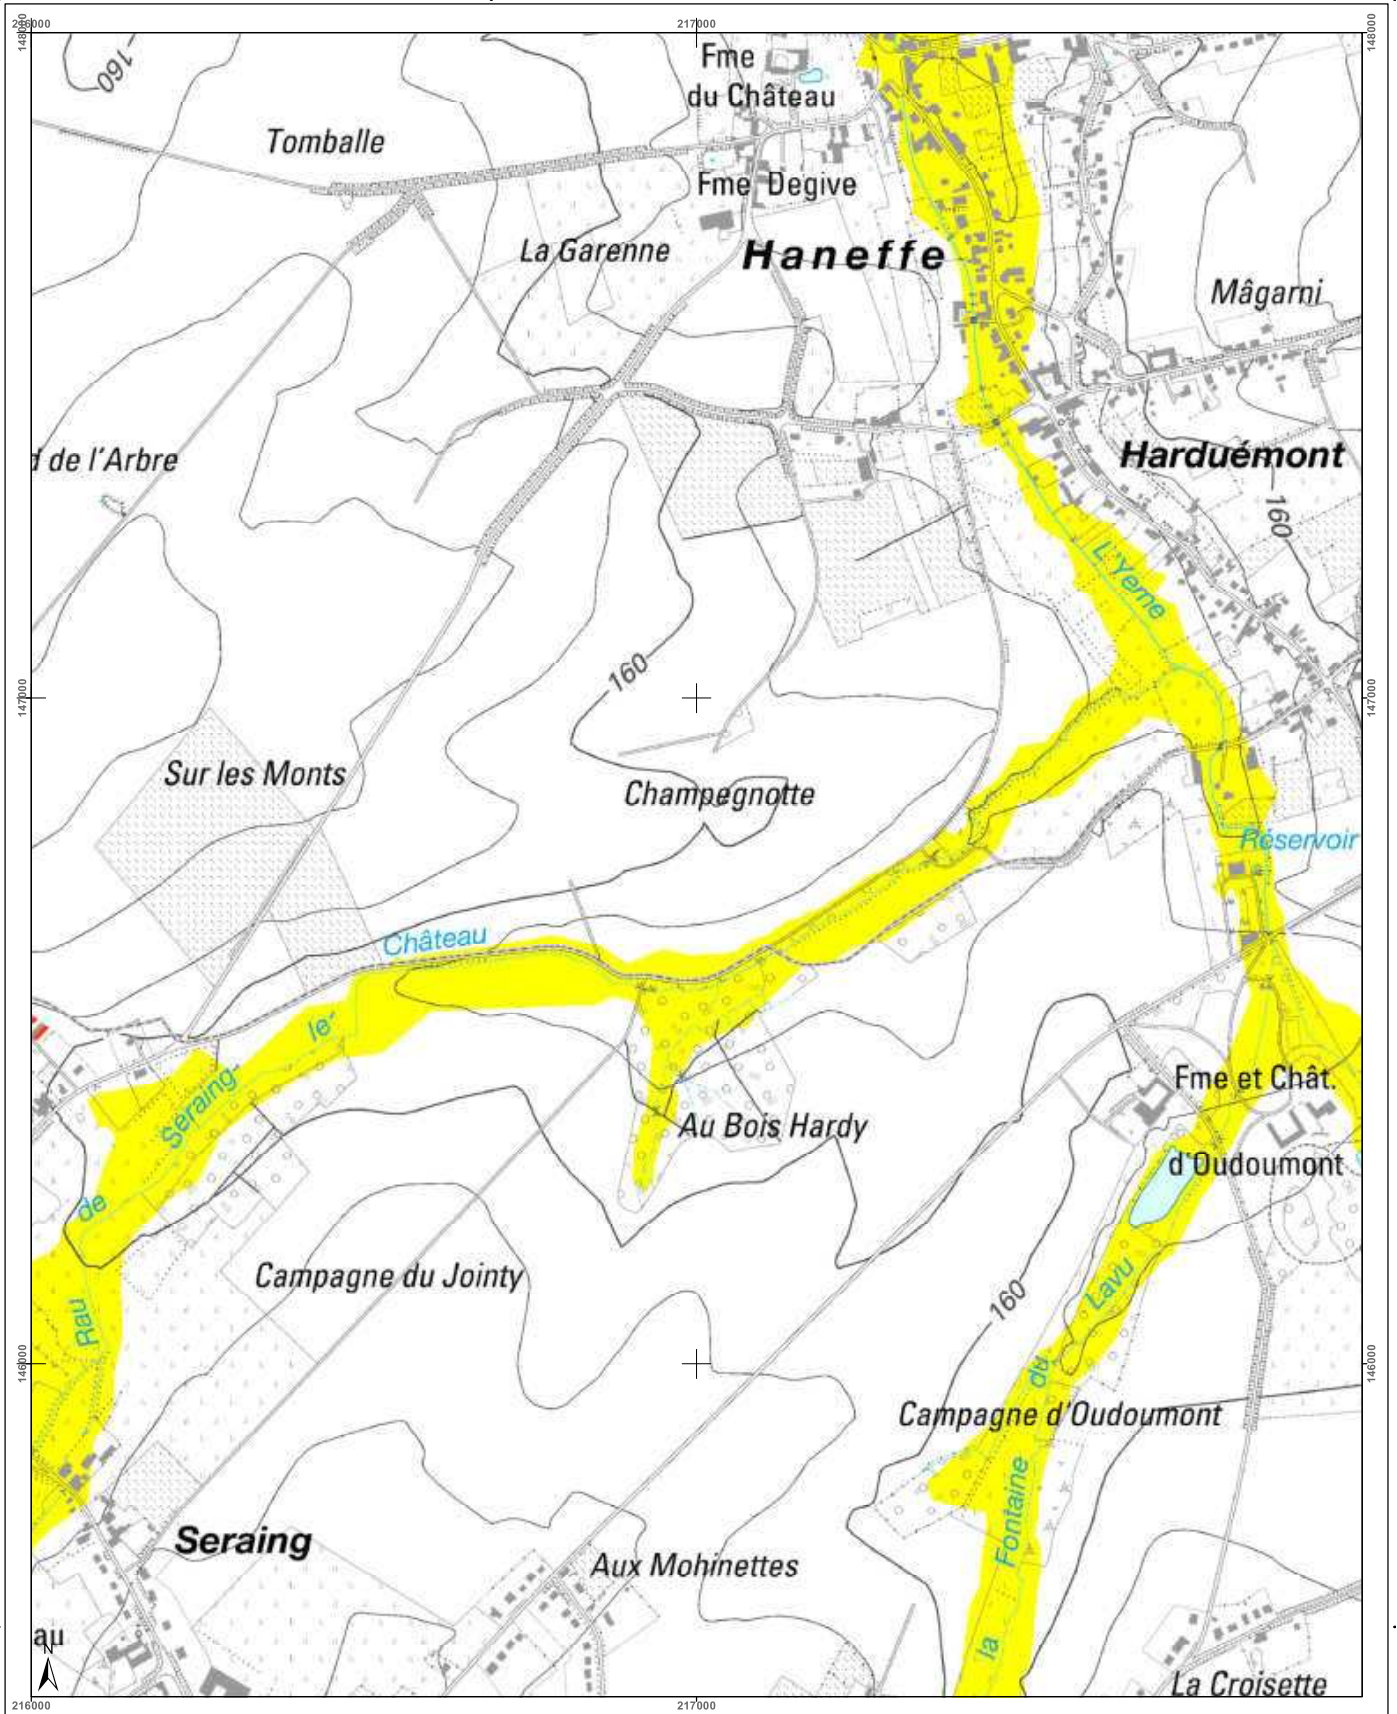 216000
217000
148000
148000
160
Fme
du Château
Tomballe
Fme Degive
La Garenne
Haneffe
Mâgarni
d de l'Arbre
Harduémont
160
L'Yerne
160
147000
147000
Sur les Monts
Champegnotte
Réservoir
Château
le-
Seraing-
de
Rau
Fme et Chât.
d'Oudoumont
Au Bois Hardy
Campagne du Jointy
160
Lavu
du
Fontaine
la
146000
146000
Campagne d'Oudoumont
Seraing
Aux Mohinettes
au
N
La Croisette
216000
217000